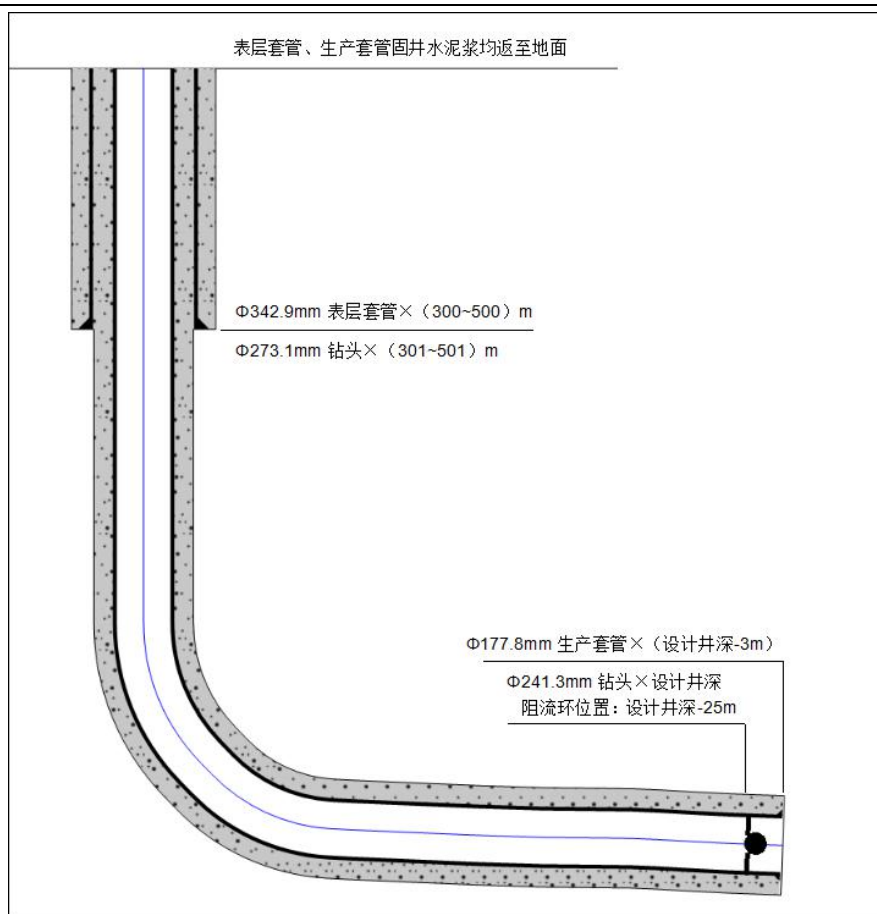 表层套管、生产套管固井水泥浆均返至地面
Φ342.9mm 表层套管×（300~500）m
Φ273.1mm 钻头×（301~501）m
Φ177.8mm 生产套管×（设计井深-3m）
Φ241.3mm 钻头×设计井深
阻流环位置：设计井深-25m